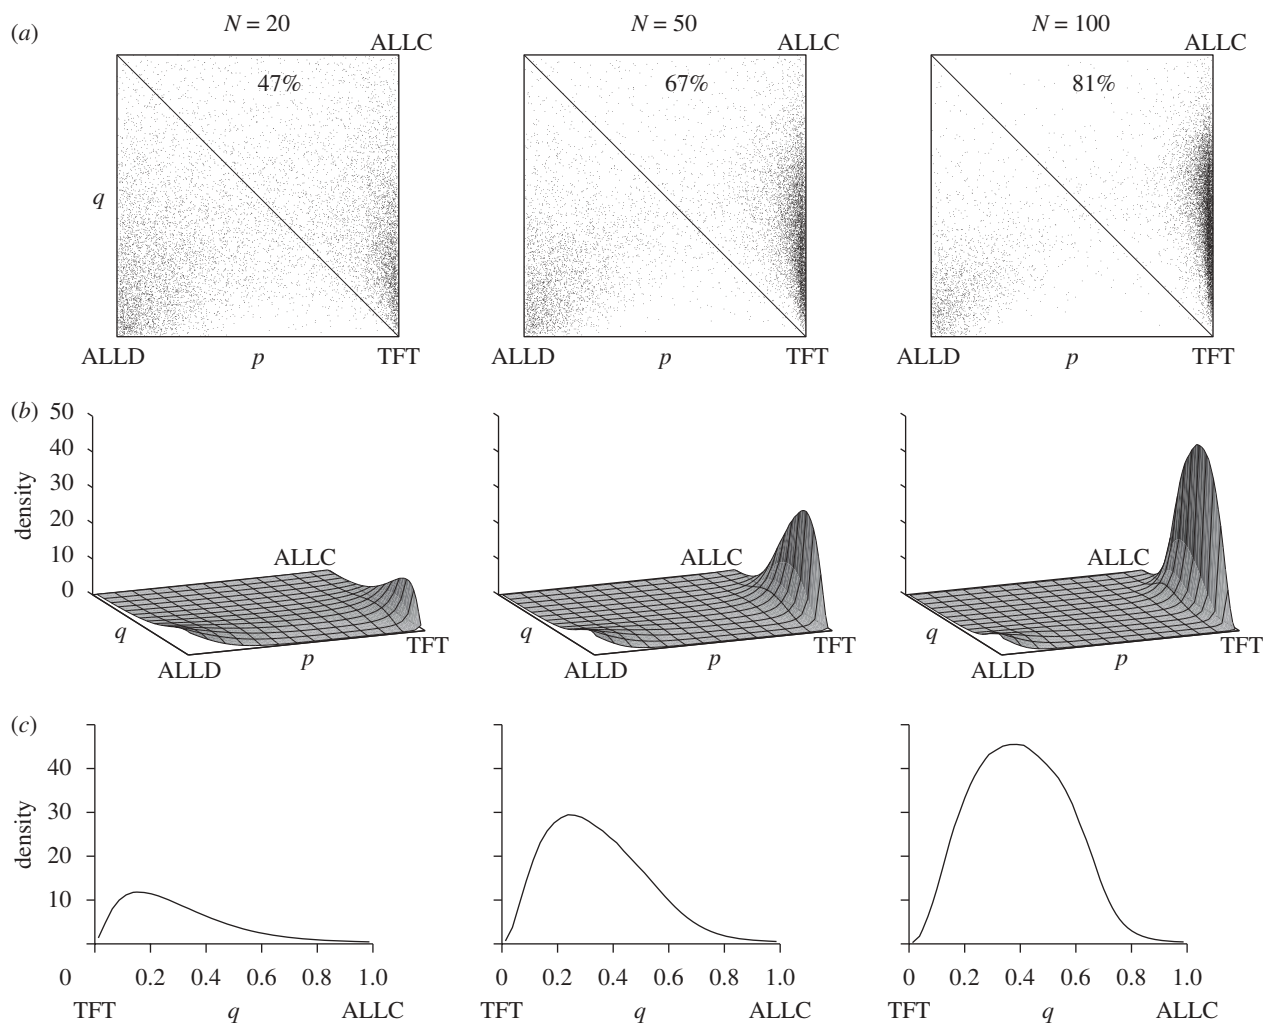 (a)
N = 20
N = 50
N = 100
ALLC
ALLC
ALLC
47%
67%
81%
q
ALLD
p
TFT
ALLD
p
TFT
ALLD
p
TFT
(b)
50
40
30
20
10
0
density
ALLC
ALLC
ALLC
q
q
q
ALLD
p
TFT
ALLD
p
TFT
ALLD
p
TFT
(c)
40
30
20
10
density
0 0.2 0.4 0.6 0.8 1.0
TFT q ALLC
0 0.2 0.4 0.6 0.8 1.0
TFT q ALLC
0 0.2 0.4 0.6 0.8 1.0
TFT q ALLC